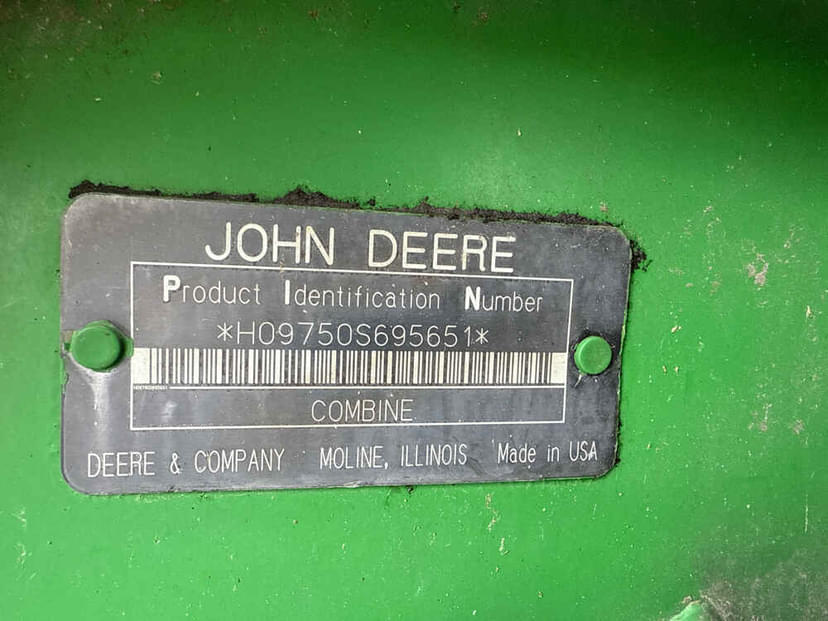 JOHN DEERE
Product Identification Number
*H09750S695651*
COMBINE
DEERE & COMPANY MOLINE, ILLINOIS Made in USA